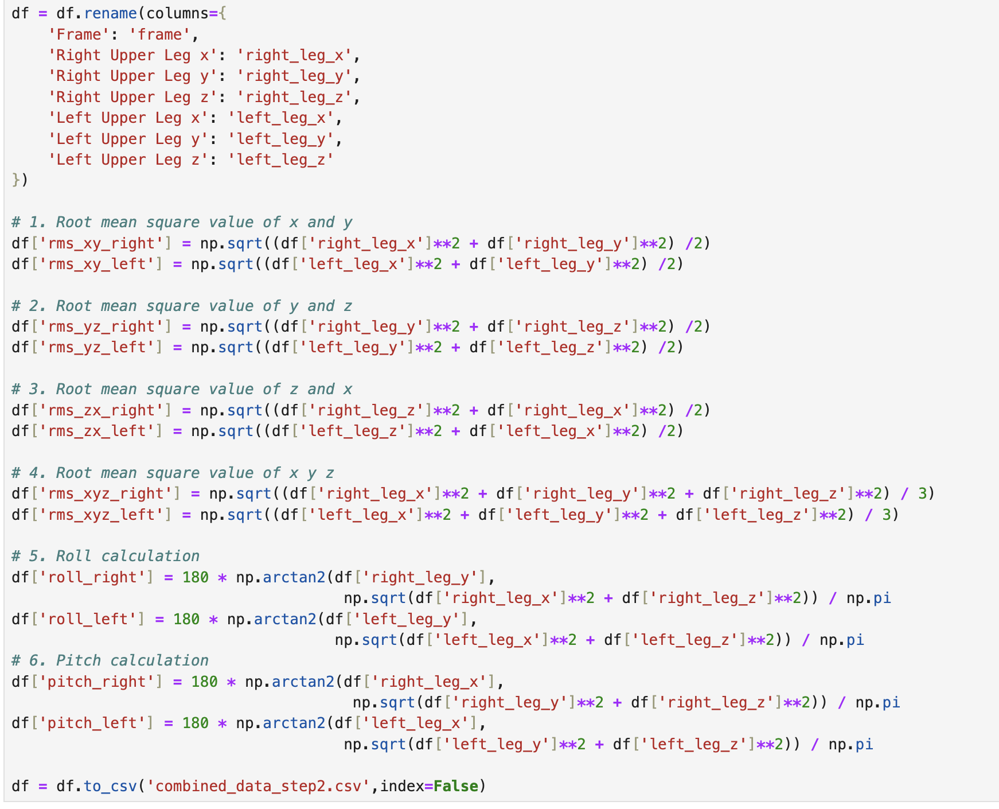 df = df.rename(columns={
    'Frame': 'frame',
    'Right Upper Leg x': 'right_leg_x',
    'Right Upper Leg y': 'right_leg_y',
    'Right Upper Leg z': 'right_leg_z',
    'Left Upper Leg x': 'left_leg_x',
    'Left Upper Leg y': 'left_leg_y',
    'Left Upper Leg z': 'left_leg_z'
})

# 1. Root mean square value of x and y
df['rms_xy_right'] = np.sqrt((df['right_leg_x']**2 + df['right_leg_y']**2) /2)
df['rms_xy_left'] = np.sqrt((df['left_leg_x']**2 + df['left_leg_y']**2) /2)

# 2. Root mean square value of y and z
df['rms_yz_right'] = np.sqrt((df['right_leg_y']**2 + df['right_leg_z']**2) /2)
df['rms_yz_left'] = np.sqrt((df['left_leg_y']**2 + df['left_leg_z']**2) /2)

# 3. Root mean square value of z and x
df['rms_zx_right'] = np.sqrt((df['right_leg_z']**2 + df['right_leg_x']**2) /2)
df['rms_zx_left'] = np.sqrt((df['left_leg_z']**2 + df['left_leg_x']**2) /2)

# 4. Root mean square value of x y z
df['rms_xyz_right'] = np.sqrt((df['right_leg_x']**2 + df['right_leg_y']**2 + df['right_leg_z']**2) / 3)
df['rms_xyz_left'] = np.sqrt((df['left_leg_x']**2 + df['left_leg_y']**2 + df['left_leg_z']**2) / 3)

# 5. Roll calculation
df['roll_right'] = 180 * np.arctan2(df['right_leg_y'],
                                     np.sqrt(df['right_leg_x']**2 + df['right_leg_z']**2)) / np.pi
df['roll_left'] = 180 * np.arctan2(df['left_leg_y'],
                                    np.sqrt(df['left_leg_x']**2 + df['left_leg_z']**2)) / np.pi
# 6. Pitch calculation
df['pitch_right'] = 180 * np.arctan2(df['right_leg_x'],
                                      np.sqrt(df['right_leg_y']**2 + df['right_leg_z']**2)) / np.pi
df['pitch_left'] = 180 * np.arctan2(df['left_leg_x'],
                                     np.sqrt(df['left_leg_y']**2 + df['left_leg_z']**2)) / np.pi

df = df.to_csv('combined_data_step2.csv',index=False)